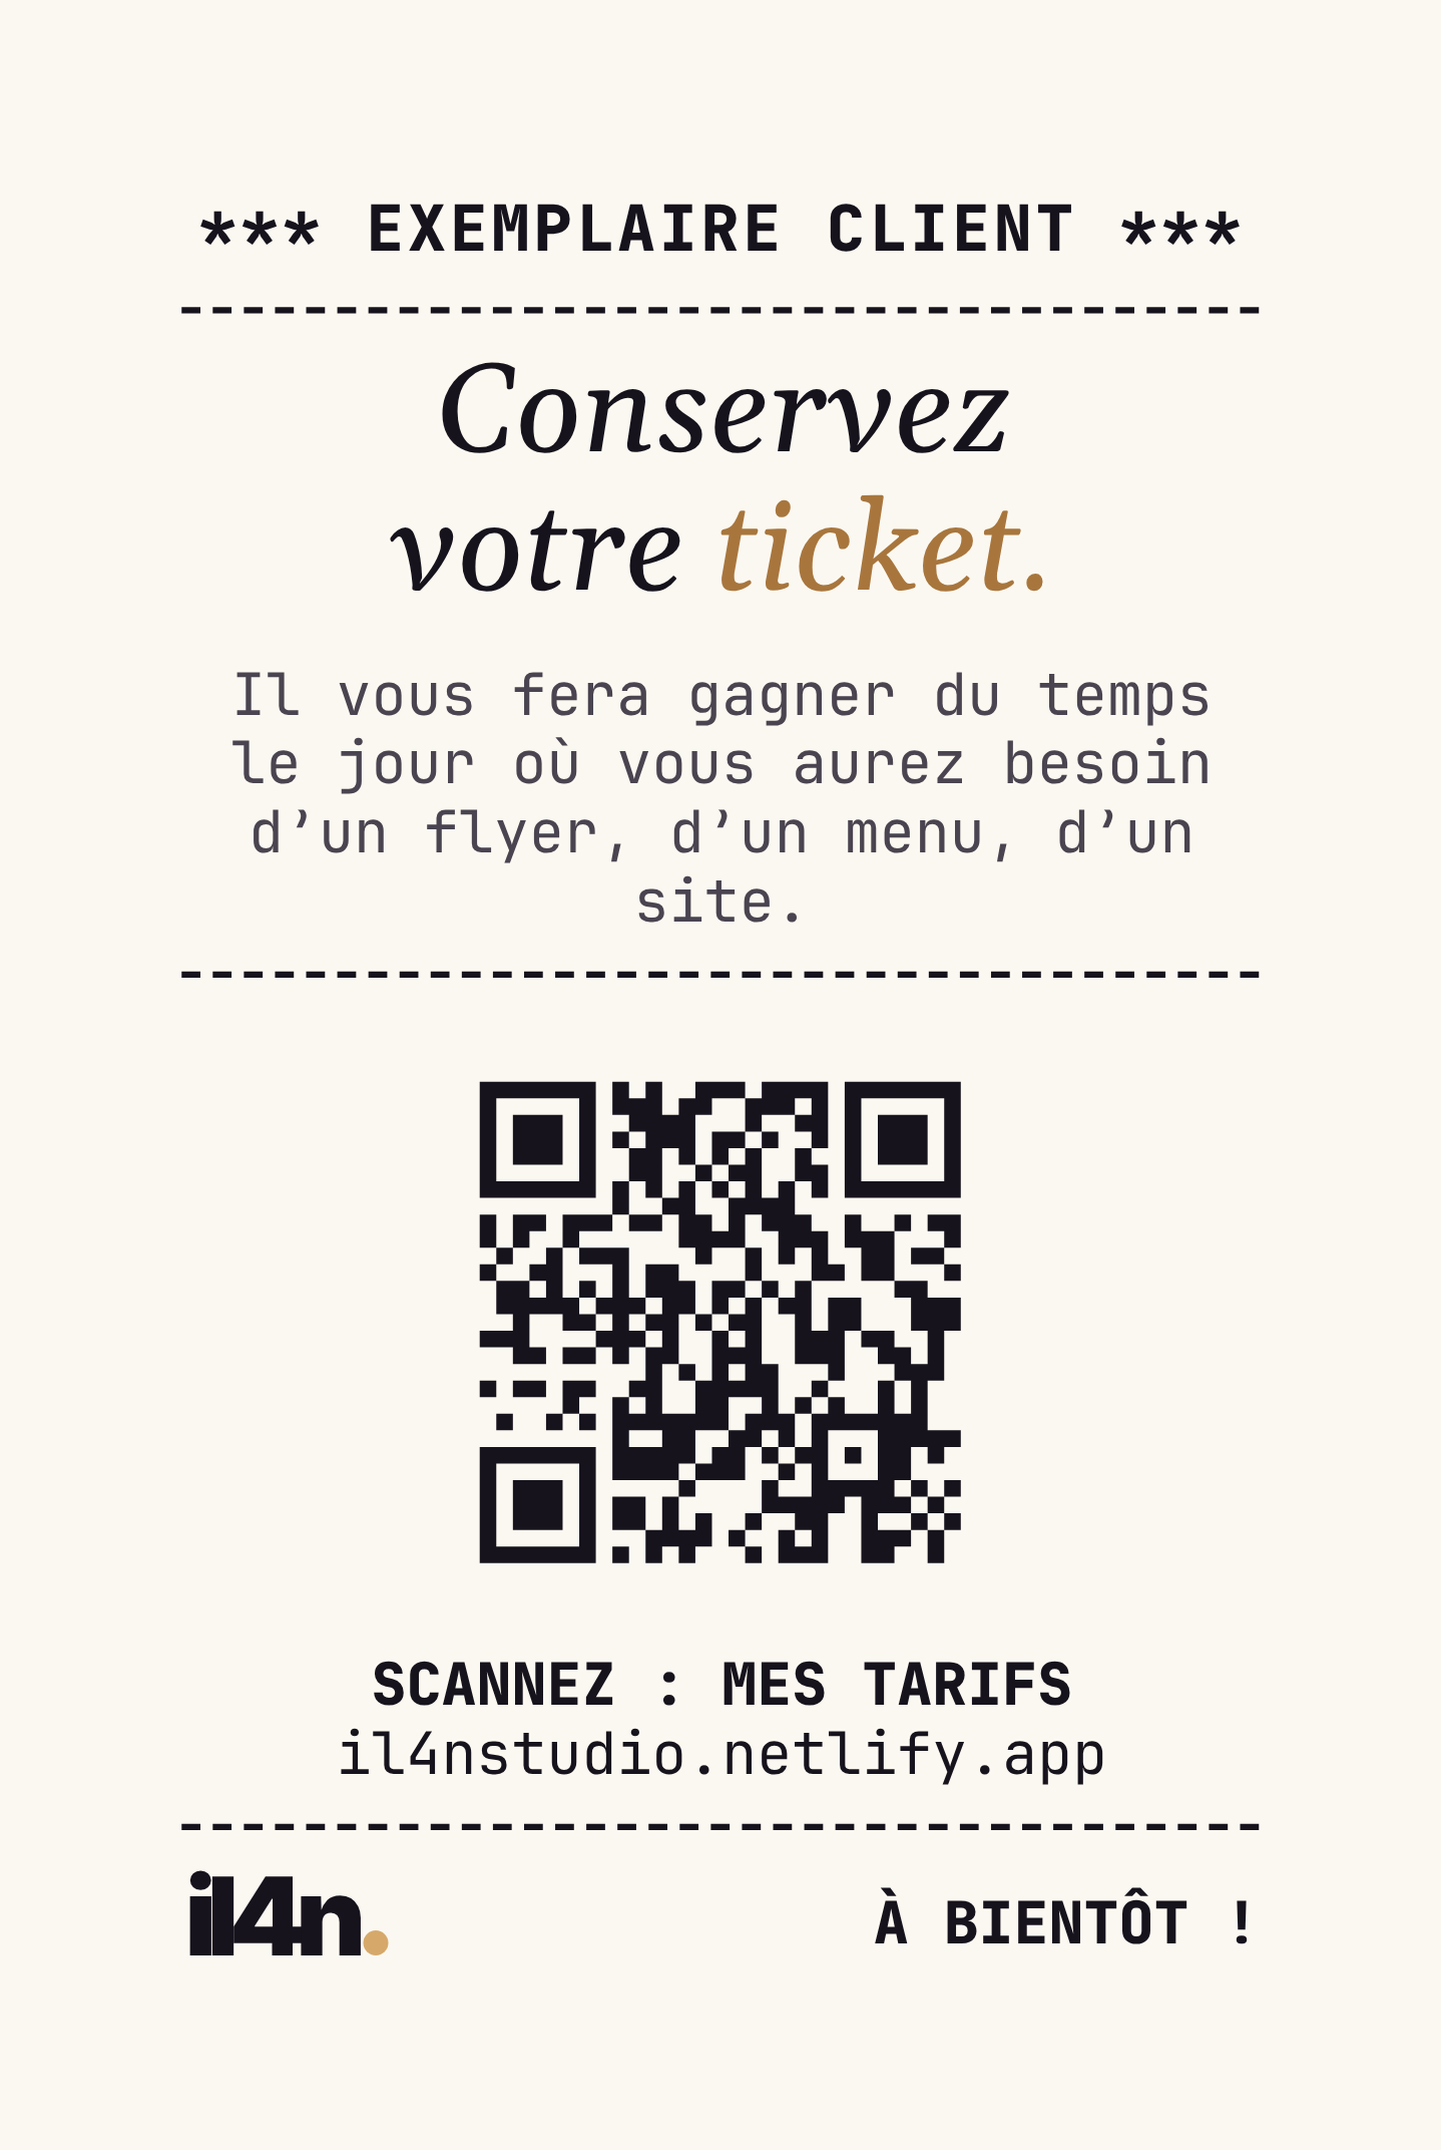 *** EXEMPLAIRE CLIENT ***
Conservez
votre ticket.
Il vous fera gagner du temps
le jour où vous aurez besoin
d’un flyer, d’un menu, d’un
site.
SCANNEZ : MES TARIFS
il4nstudio.netlify.app
il4n.
À BIENTÔT !